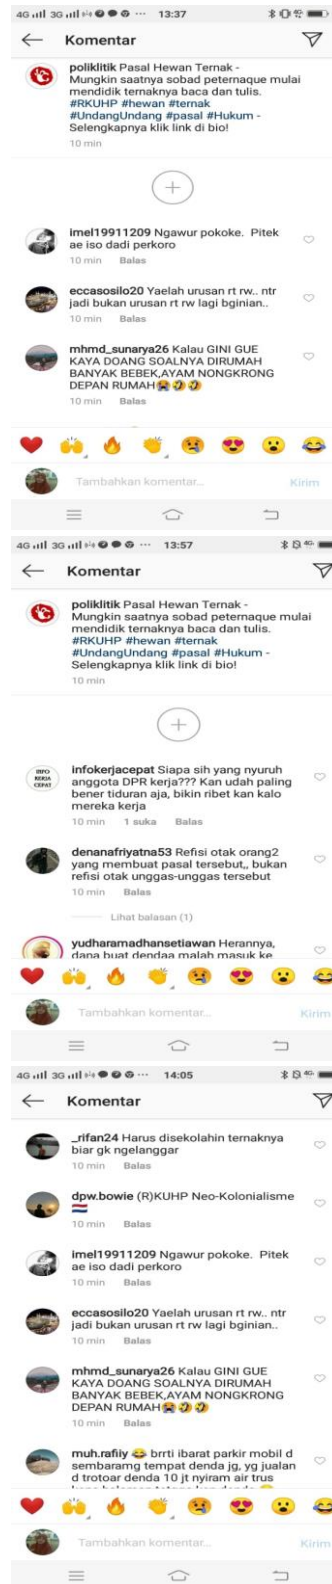 4G 3G ... 13:37
Komentar
poliklitik Pasal Hewan Ternak -
Mungkin saatnya sobad peternaque mulai
mendidik ternaknya baca dan tulis.
#RKUHP #hewan #ternak
#UndangUndang #pasal #Hukum -
Selengkapnya klik link di bio!
10 min
imel19911209 Ngawur pokoke. Pitek
ae iso dadi perkoro
10 min Balas
eccasosilo20 Yaelah urusan rt rw.. ntr
jadi bukan urusan rt rw lagi bginian..
10 min Balas
mhmd_sunarya26 Kalau GINI GUE
KAYA DOANG SOALNYA DIRUMAH
BANYAK BEBEK,AYAM NONGKRONG
DEPAN RUMAH😭🤣🤣
10 min Balas
Tambahkan komentar... Kirim
4G 3G ... 13:57
Komentar
poliklitik Pasal Hewan Ternak -
Mungkin saatnya sobad peternaque mulai
mendidik ternaknya baca dan tulis.
#RKUHP #hewan #ternak
#UndangUndang #pasal #Hukum -
Selengkapnya klik link di bio!
10 min
INFO
KERJA
CEPAT
infokerjacepat Siapa sih yang nyuruh
anggota DPR kerja??? Kan udah paling
bener tiduran aja, bikin ribet kan kalo
mereka kerja
10 min 1 suka Balas
denanafriyatna53 Refisi otak orang2
yang membuat pasal tersebut,, bukan
refisi otak unggas-unggas tersebut
10 min Balas
Lihat balasan (1)
yudharamadhansetiawan Herannya,
dana buat dendaa malah masuk ke
Tambahkan komentar... Kirim
4G 3G ... 14:05
Komentar
_rifan24 Harus disekolahin ternaknya
biar gk ngelanggar
10 min Balas
dpw.bowie (R)KUHP Neo-Kolonialisme
🇳🇱
10 min Balas
imel19911209 Ngawur pokoke. Pitek
ae iso dadi perkoro
10 min Balas
eccasosilo20 Yaelah urusan rt rw.. ntr
jadi bukan urusan rt rw lagi bginian..
10 min Balas
mhmd_sunarya26 Kalau GINI GUE
KAYA DOANG SOALNYA DIRUMAH
BANYAK BEBEK,AYAM NONGKRONG
DEPAN RUMAH😭🤣🤣
10 min Balas
muh.rafiiy 😂 brrti ibarat parkir mobil d
sembaramg tempat denda jg, yg jualan
d trotoar denda 10 jt nyiram air trus
Tambahkan komentar... Kirim